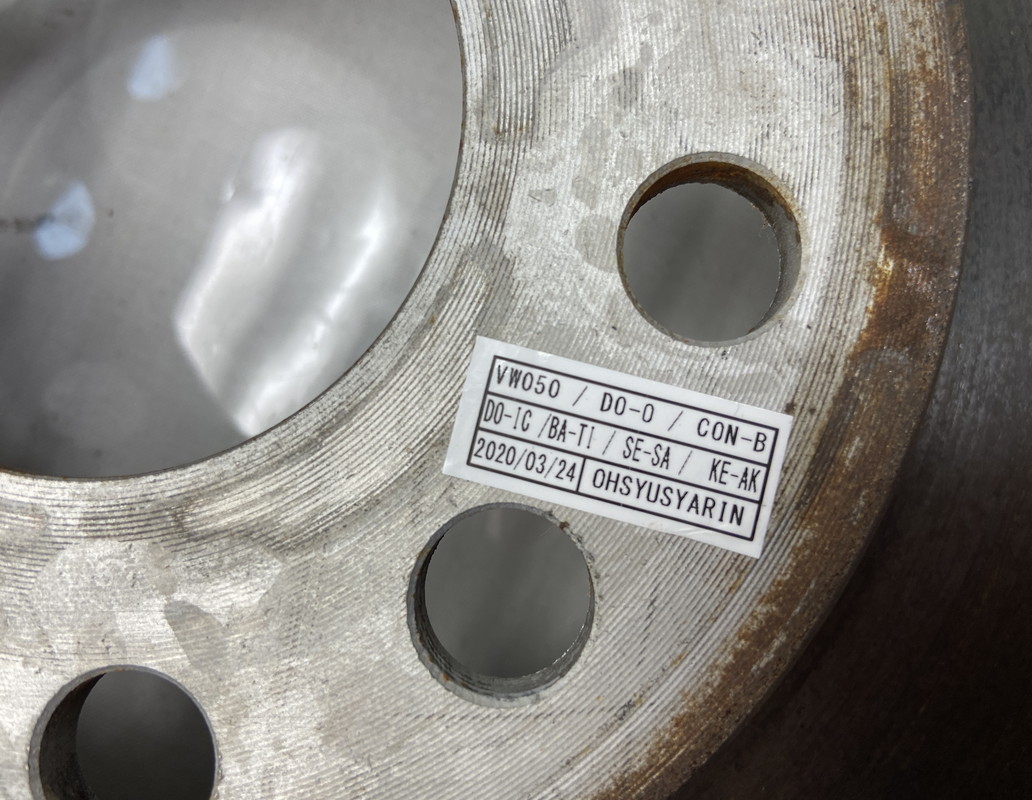 VW050 / DO-O / CON-B
DO-IC /BA-TI / SE-SA / KE-AK
2020/03/24 OHSYUSYARIN